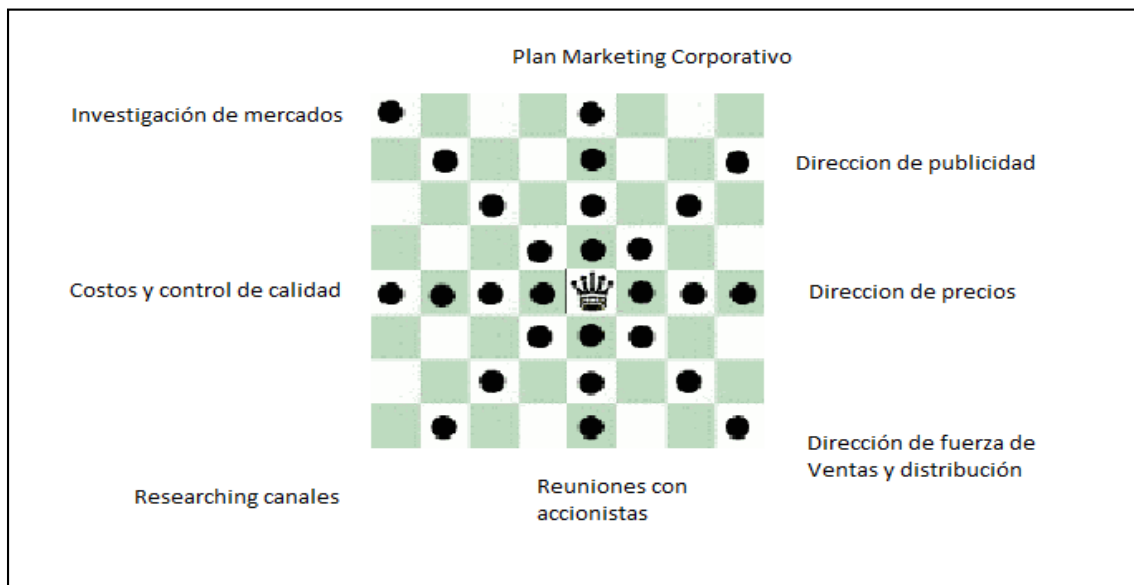 Plan Marketing Corporativo
Investigación de mercados
Direccion de publicidad
Costos y control de calidad
Direccion de precios
Dirección de fuerza de
Ventas y distribución
Researching canales
Reuniones con
accionistas